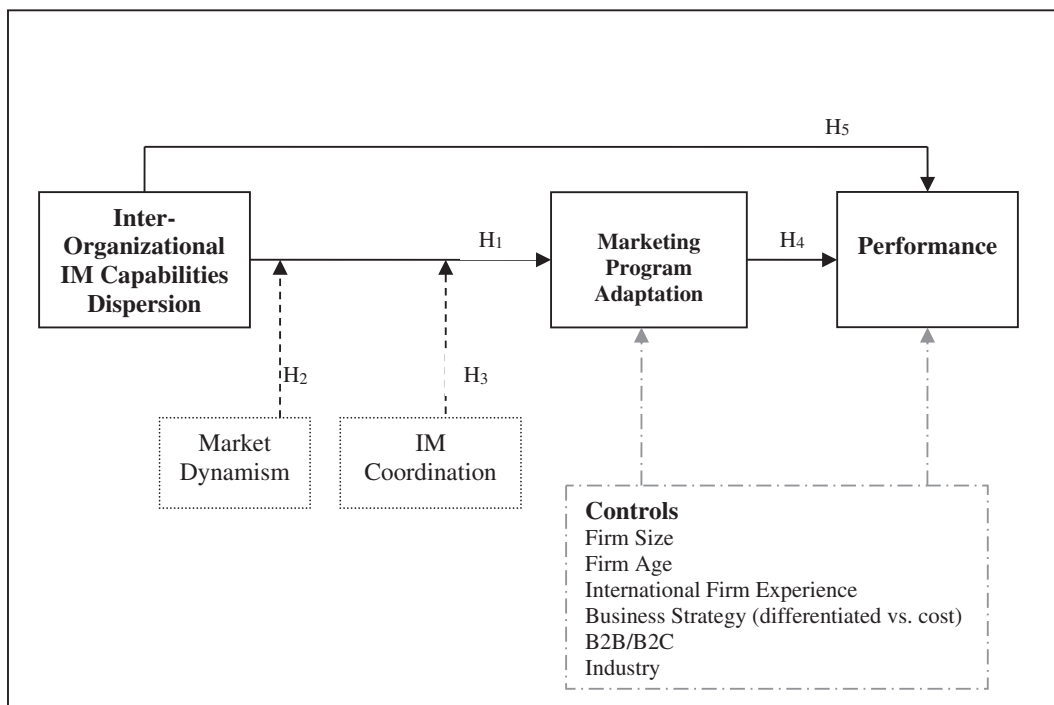 H5
Inter-
Organizational
IM Capabilities
Dispersion
H1
Marketing
Program
Adaptation
H4
Performance
H2
H3
Market
Dynamism
IM
Coordination
Controls
Firm Size
Firm Age
International Firm Experience
Business Strategy (differentiated vs. cost)
B2B/B2C
Industry